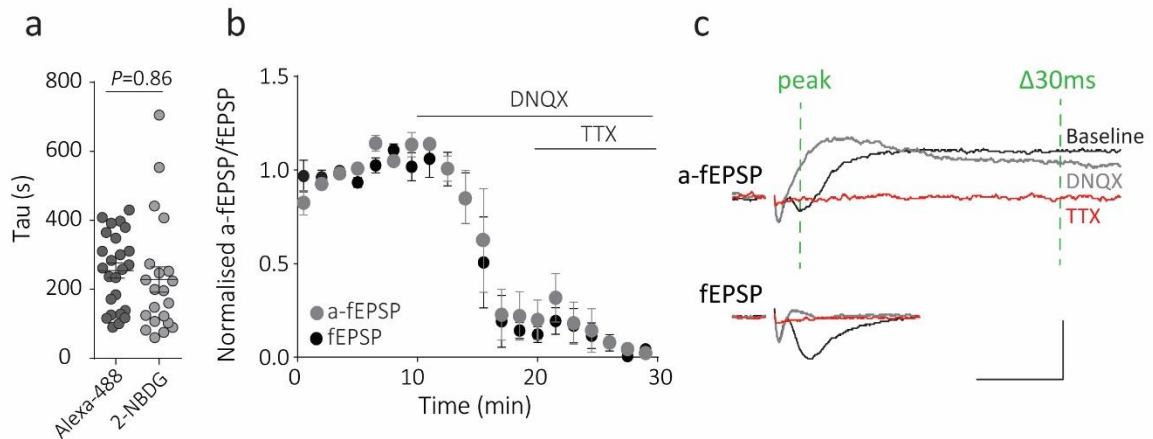 a
P=0.86
800
600
400
200
0
Tau (s)
Alexa-488
2-NBDG
b
Normalised a-fEPSP/fEPSP
1.5
1.0
0.5
0.0
DNQX
TTX
a-fEPSP
fEPSP
0
10
20
30
Time (min)
c
peak
Δ30ms
Baseline
a-fEPSP
DNQX
TTX
fEPSP